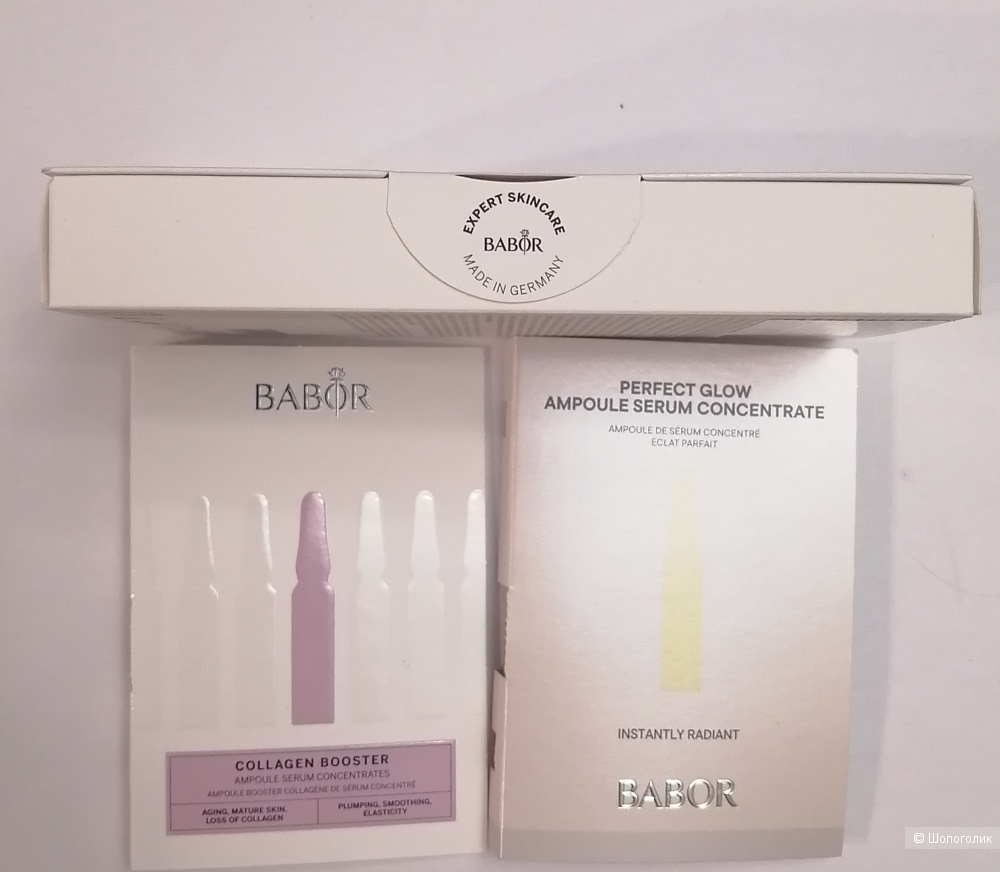 EXPERT SKINCARE
BABOR
MADE IN GERMANY
BABOR
COLLAGEN BOOSTER
AMPOULE SERUM CONCENTRATES
AMPOULE BOOSTER COLLAGÈNE DE SÉRUM CONCENTRÉ
AGING, MATURE SKIN,
LOSS OF COLLAGEN
PLUMPING, SMOOTHING,
ELASTICITY
PERFECT GLOW
AMPOULE SERUM CONCENTRATE
AMPOULE DE SÉRUM CONCENTRÉ
ÉCLAT PARFAIT
INSTANTLY RADIANT
BABOR
© Шопоголик